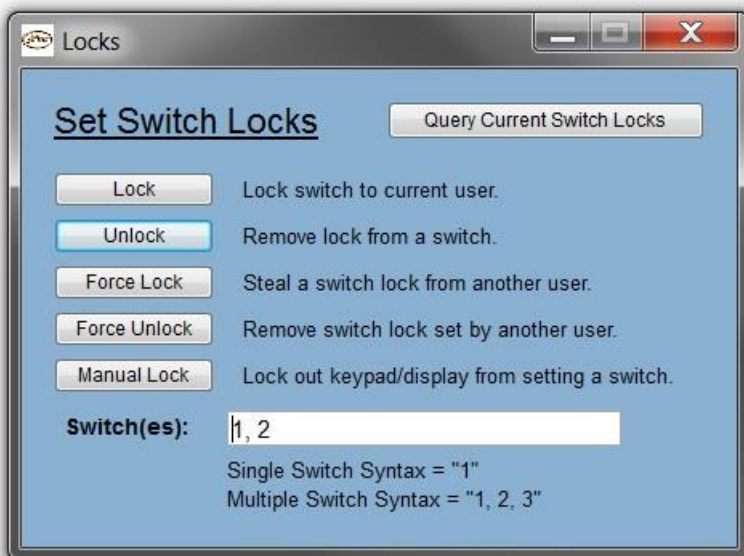 Locks
Set Switch Locks
Query Current Switch Locks
Lock Lock switch to current user.
Unlock Remove lock from a switch.
Force Lock Steal a switch lock from another user.
Force Unlock Remove switch lock set by another user.
Manual Lock Lock out keypad/display from setting a switch.
Switch(es): 1, 2
Single Switch Syntax = "1"
Multiple Switch Syntax = "1, 2, 3"